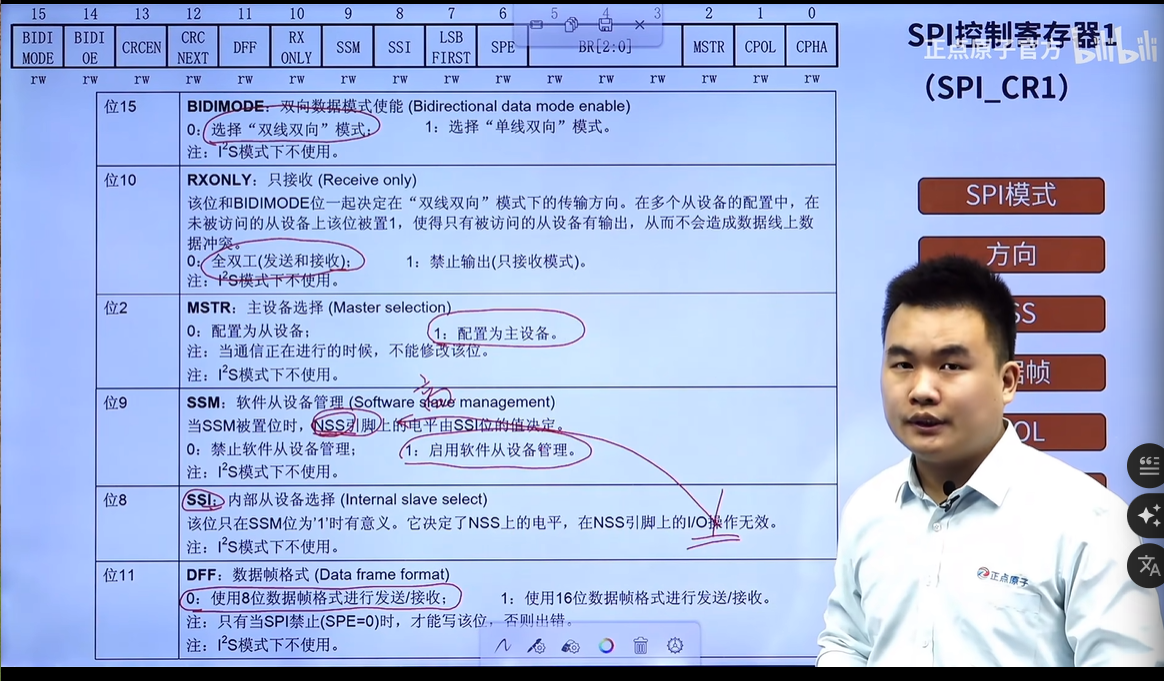 15 14 13 12 11 10 9 8 7 6 5 4 3 2 1 0
BIDI MODE BIDI OE CRCEN CRC NEXT DFF RX ONLY SSM SSI LSB FIRST SPE BR[2:0] MSTR CPOL CPHA
rw rw rw rw rw rw rw rw rw rw rw rw rw rw rw rw
SPI控制寄存器1
(SPI_CR1)
正点原子官方 bilibili
位15 BIDIMODE：双向数据模式使能 (Bidirectional data mode enable)
0：选择“双线双向”模式； 1：选择“单线双向”模式。
注：I²S模式下不使用。
位10 RXONLY：只接收 (Receive only)
该位和BIDIMODE位一起决定在“双线双向”模式下的传输方向。在多个从设备的配置中，在
未被访问的从设备上该位被置1，使得只有被访问的从设备有输出，从而不会造成数据线上数
据冲突。
0：全双工(发送和接收)； 1：禁止输出(只接收模式)。
注：I²S模式下不使用。
位2 MSTR：主设备选择 (Master selection)
0：配置为从设备； 1：配置为主设备。
注：当通信正在进行的时候，不能修改该位。
注：I²S模式下不使用。
位9 SSM：软件从设备管理 (Software slave management)
当SSM被置位时，NSS引脚上的电平由SSI位的值决定。
0：禁止软件从设备管理； 1：启用软件从设备管理。
注：I²S模式下不使用。
位8 SSI：内部从设备选择 (Internal slave select)
该位只在SSM位为'1'时有意义。它决定了NSS上的电平，在NSS引脚上的I/O操作无效。
注：I²S模式下不使用。
位11 DFF：数据帧格式 (Data frame format)
0：使用8位数据帧格式进行发送/接收； 1：使用16位数据帧格式进行发送/接收。
注：只有当SPI禁止(SPE=0)时，才能写该位，否则出错。
注：I²S模式下不使用。
SPI模式
方向
SS
据帧
OL
正点原子